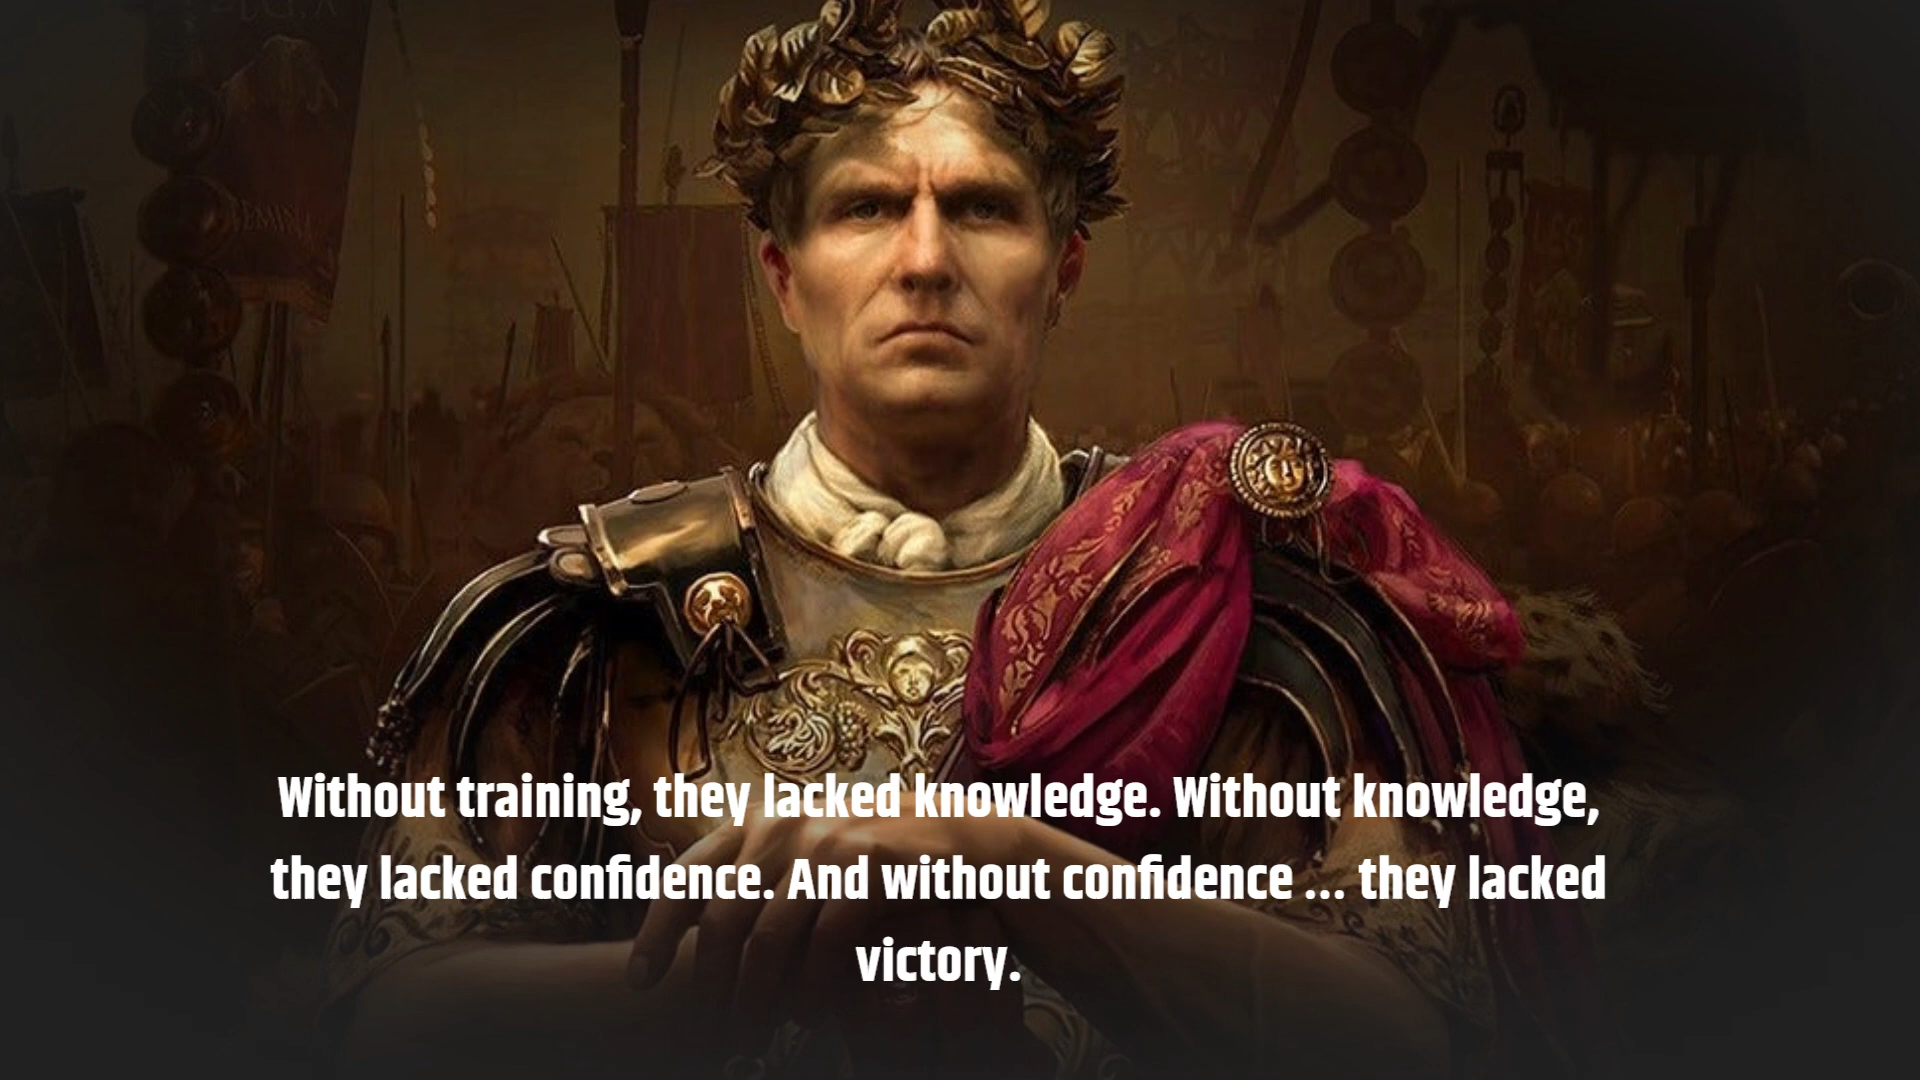 Without training, they lacked knowledge. Without knowledge,
they lacked confidence. And without confidence ... they lacked
victory.